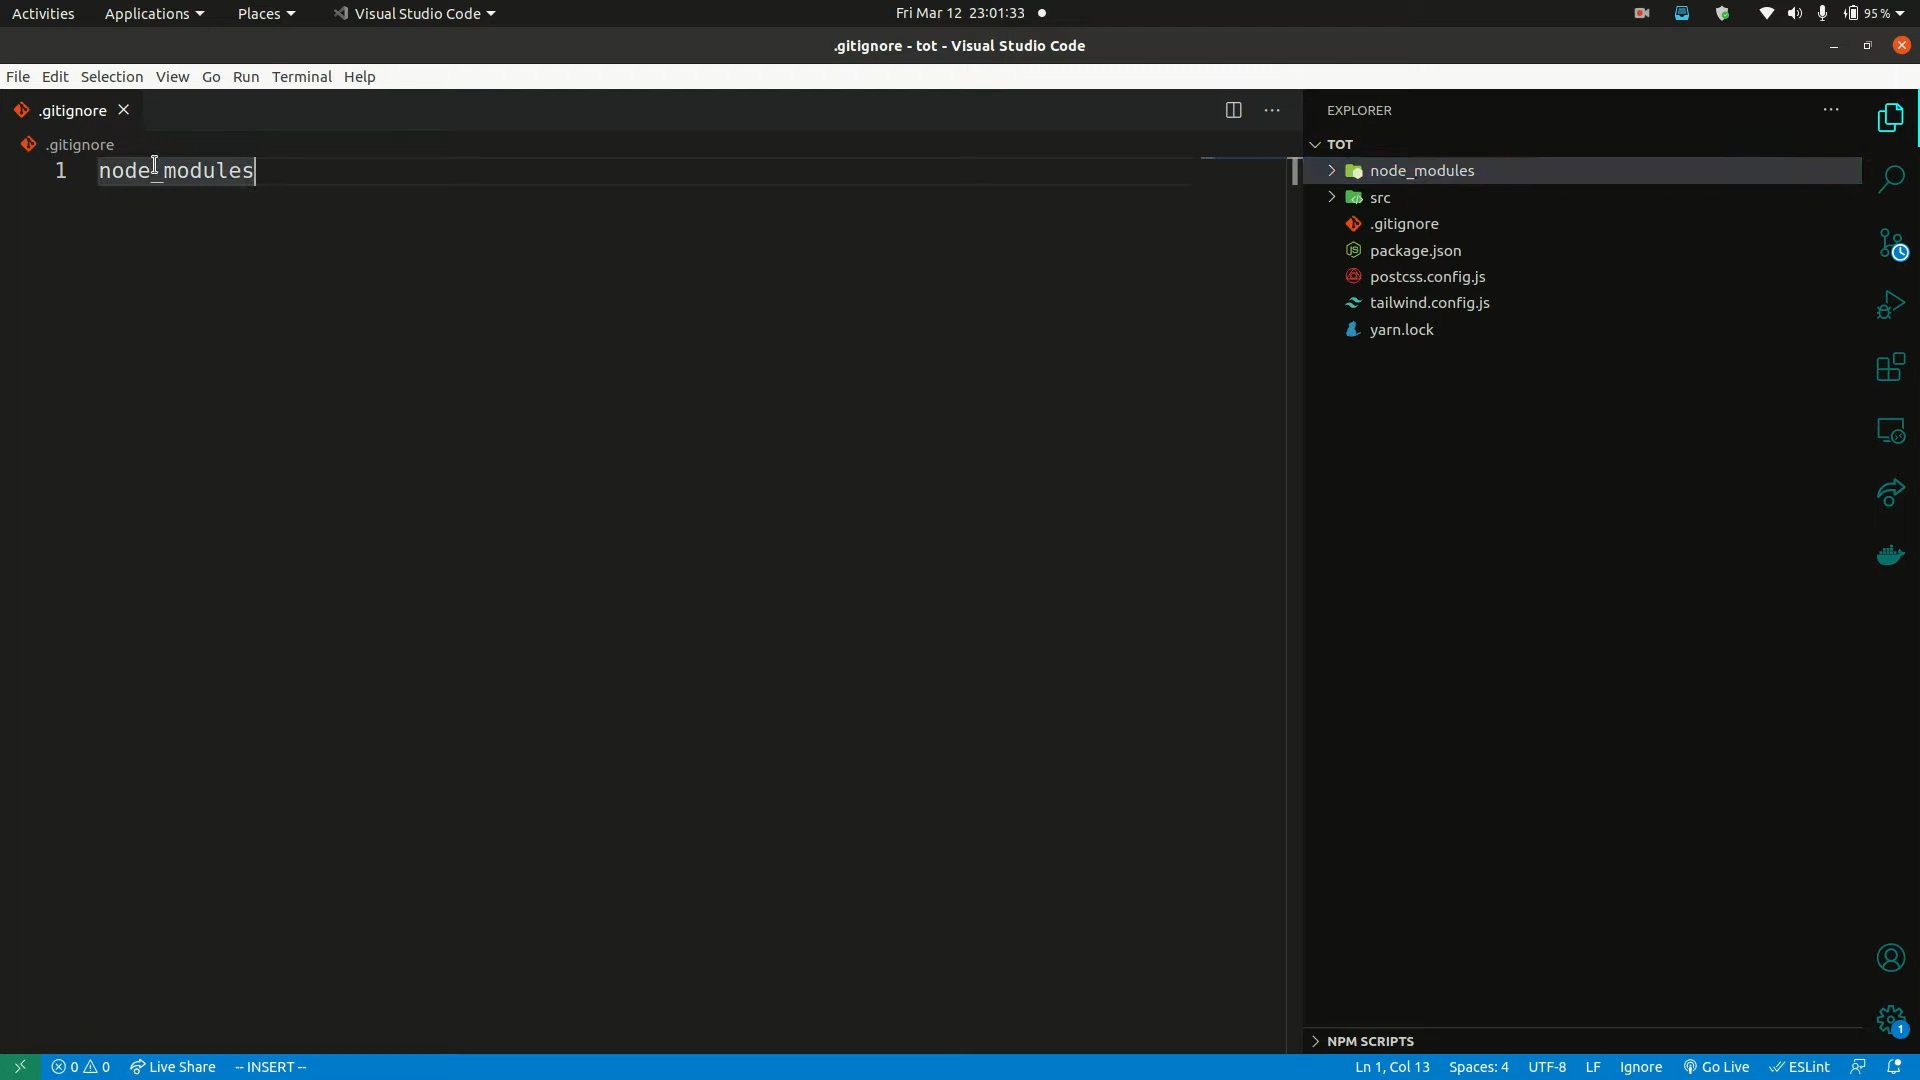 Activities Applications Places Visual Studio Code Fri Mar 12 23:01:33 95 %
.gitignore - tot - Visual Studio Code
File Edit Selection View Go Run Terminal Help
.gitignore
.gitignore
1 node_modules
EXPLORER
TOT
node_modules
src
.gitignore
package.json
postcss.config.js
tailwind.config.js
yarn.lock
1
NPM SCRIPTS
0 0 Live Share -- INSERT -- Ln 1, Col 13 Spaces: 4 UTF-8 LF Ignore Go Live ESLint